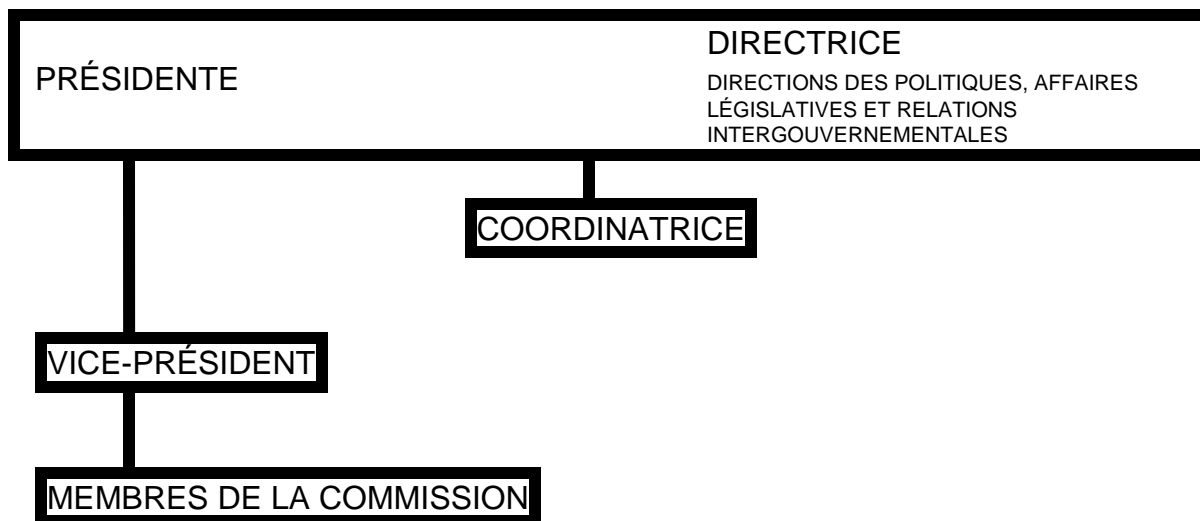 PRÉSIDENTE
DIRECTRICE
DIRECTIONS DES POLITIQUES, AFFAIRES
LÉGISLATIVES ET RELATIONS
INTERGOUVERNEMENTALES
COORDINATRICE
VICE-PRÉSIDENT
MEMBRES DE LA COMMISSION